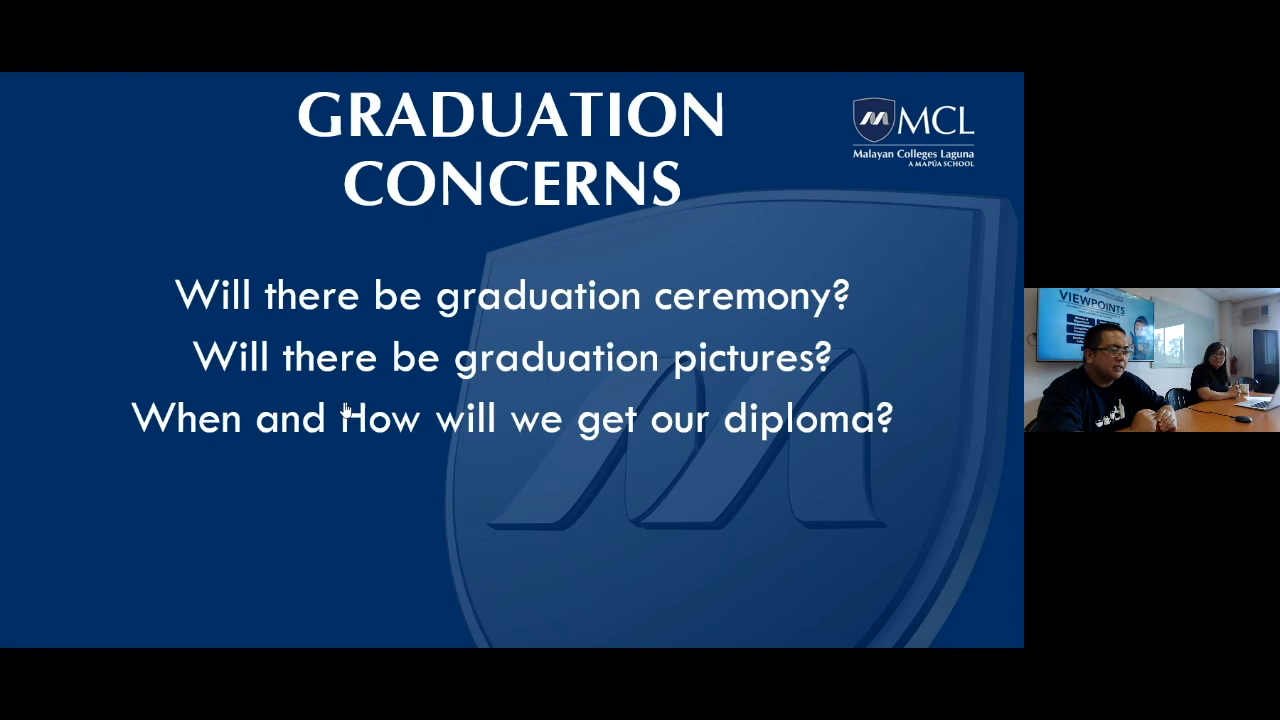 GRADUATION
CONCERNS
MCL
Malayan Colleges Laguna
A MAPÚA SCHOOL
Will there be graduation ceremony?
Will there be graduation pictures?
When and How will we get our diploma?
VIEWPOINTS